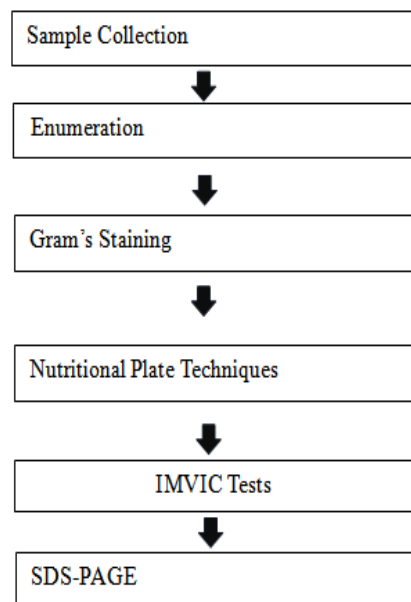 Sample Collection
Enumeration
Gram's Staining
Nutritional Plate Techniques
IMVIC Tests
SDS-PAGE